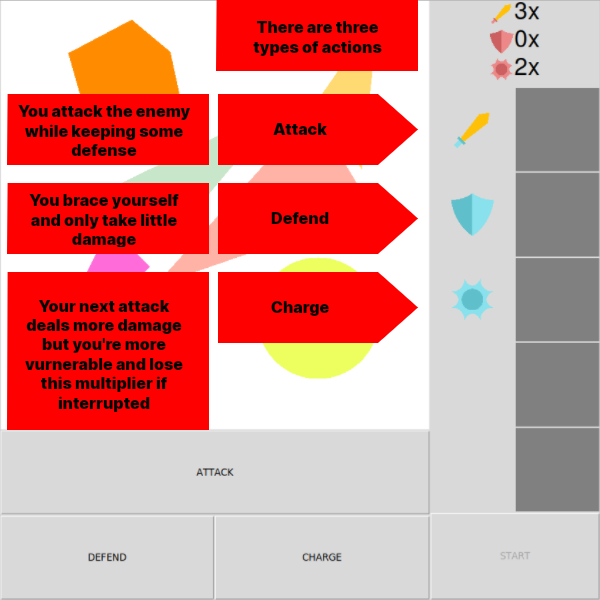 There are three
types of actions
3x
0x
2x
You attack the enemy
while keeping some
defense
Attack
You brace yourself
and only take little
damage
Defend
Your next attack
deals more damage
but you're more
vurnerable and lose
this multiplier if
interrupted
Charge
ATTACK
DEFEND
CHARGE
START